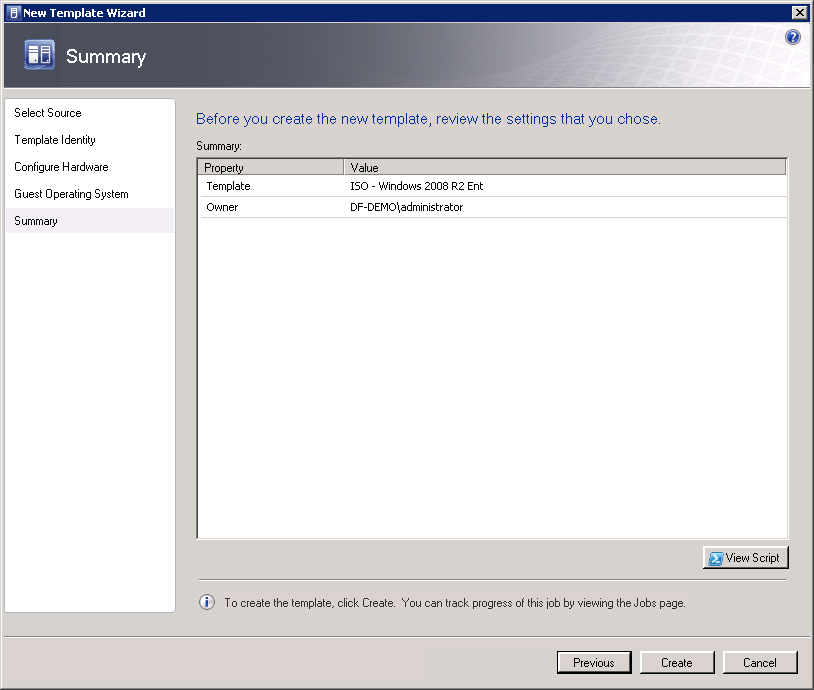 New Template Wizard
Summary
Select Source
Template Identity
Configure Hardware
Guest Operating System
Summary
Before you create the new template, review the settings that you chose.
Summary:
Property Value
Template ISO - Windows 2008 R2 Ent
Owner DF-DEMO\administrator
View Script
To create the template, click Create. You can track progress of this job by viewing the Jobs page.
Previous Create Cancel